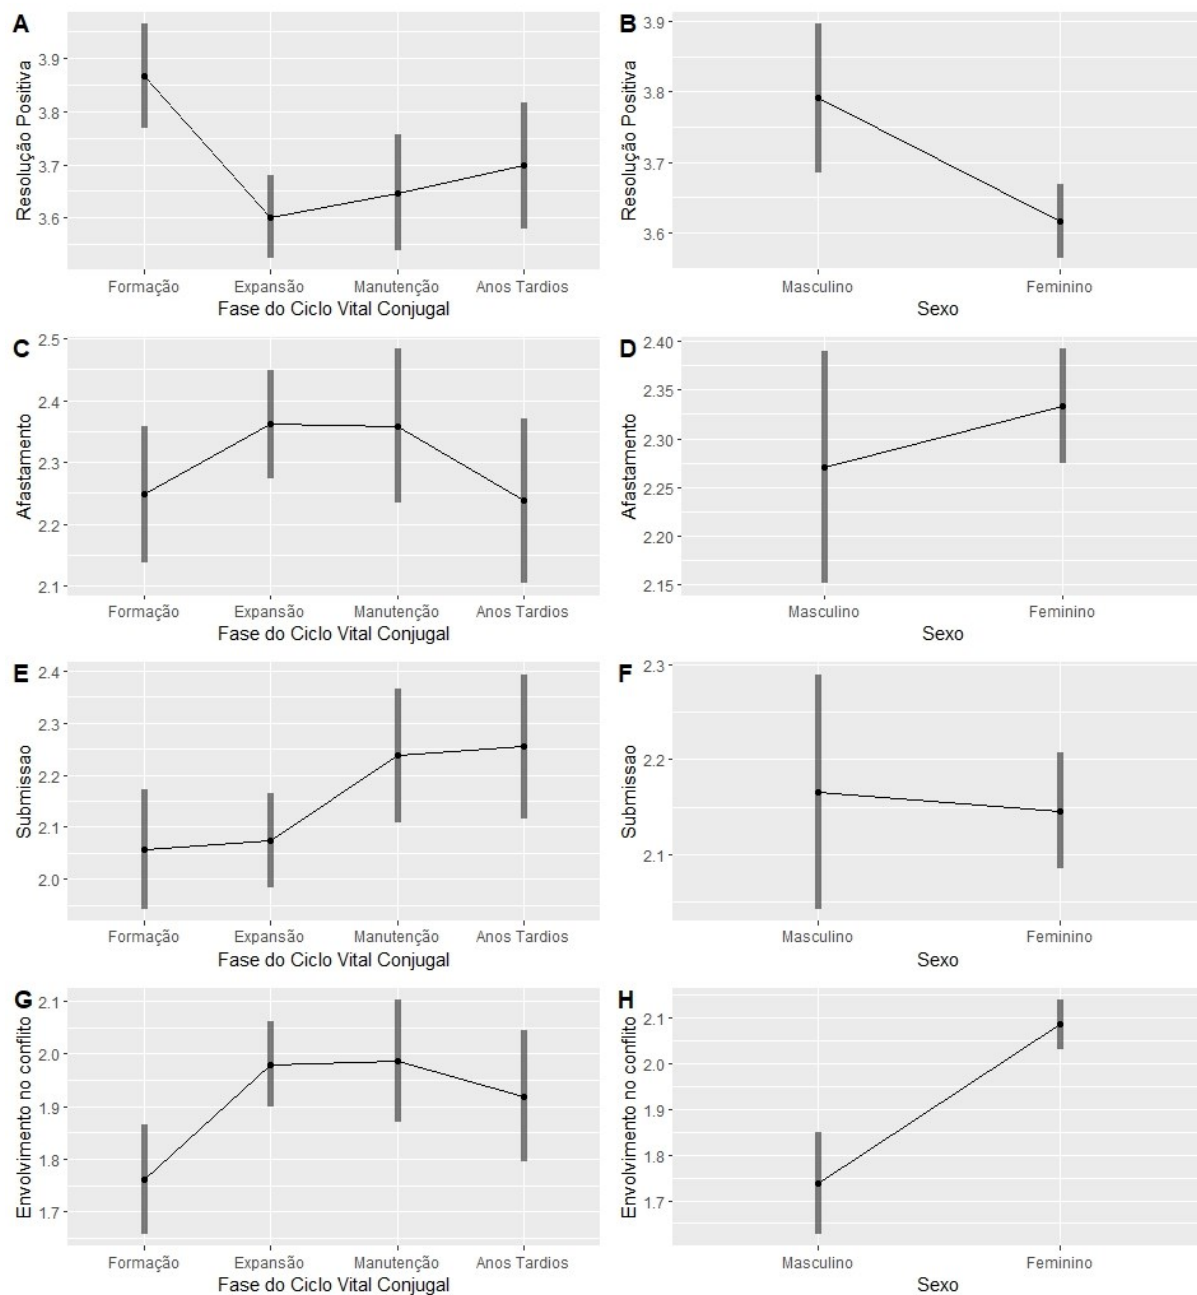 A
Resolução Positiva
3.9
3.8
3.7
3.6
Formação Expansão Manutenção Anos Tardios
Fase do Ciclo Vital Conjugal
B
Resolução Positiva
3.9
3.8
3.7
3.6
Masculino Feminino
Sexo
C
Afastamento
2.5
2.4
2.3
2.2
2.1
Formação Expansão Manutenção Anos Tardios
Fase do Ciclo Vital Conjugal
D
Afastamento
2.40
2.35
2.30
2.25
2.20
2.15
Masculino Feminino
Sexo
E
Submissao
2.4
2.3
2.2
2.1
2.0
Formação Expansão Manutenção Anos Tardios
Fase do Ciclo Vital Conjugal
F
Submissao
2.3
2.2
2.1
Masculino Feminino
Sexo
G
Envolvimento no conflito
2.1
2.0
1.9
1.8
1.7
Formação Expansão Manutenção Anos Tardios
Fase do Ciclo Vital Conjugal
H
Envolvimento no conflito
2.1
2.0
1.9
1.8
1.7
Masculino Feminino
Sexo